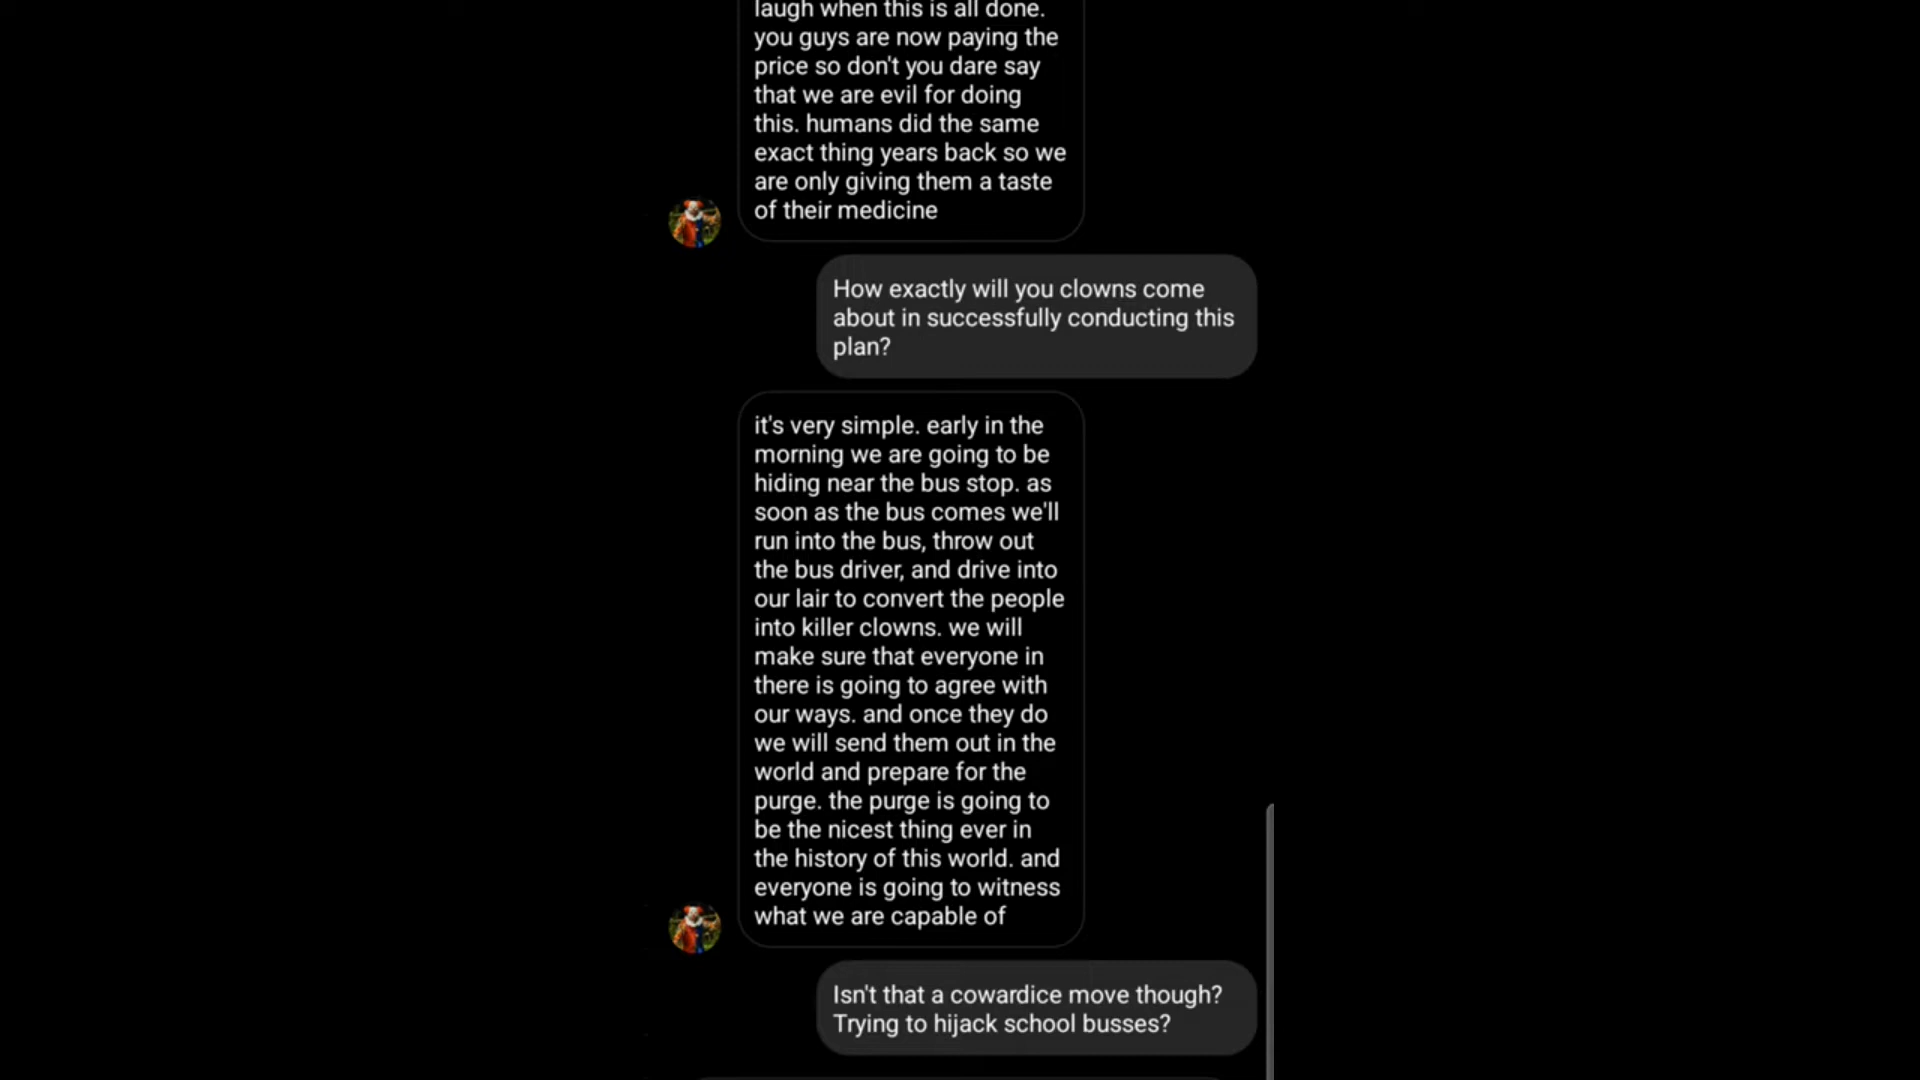 laugh when this is all done.
you guys are now paying the
price so don't you dare say
that we are evil for doing
this. humans did the same
exact thing years back so we
are only giving them a taste
of their medicine
How exactly will you clowns come
about in successfully conducting this
plan?
it's very simple. early in the
morning we are going to be
hiding near the bus stop. as
soon as the bus comes we'll
run into the bus, throw out
the bus driver, and drive into
our lair to convert the people
into killer clowns. we will
make sure that everyone in
there is going to agree with
our ways. and once they do
we will send them out in the
world and prepare for the
purge. the purge is going to
be the nicest thing ever in
the history of this world. and
everyone is going to witness
what we are capable of
Isn't that a cowardice move though?
Trying to hijack school busses?